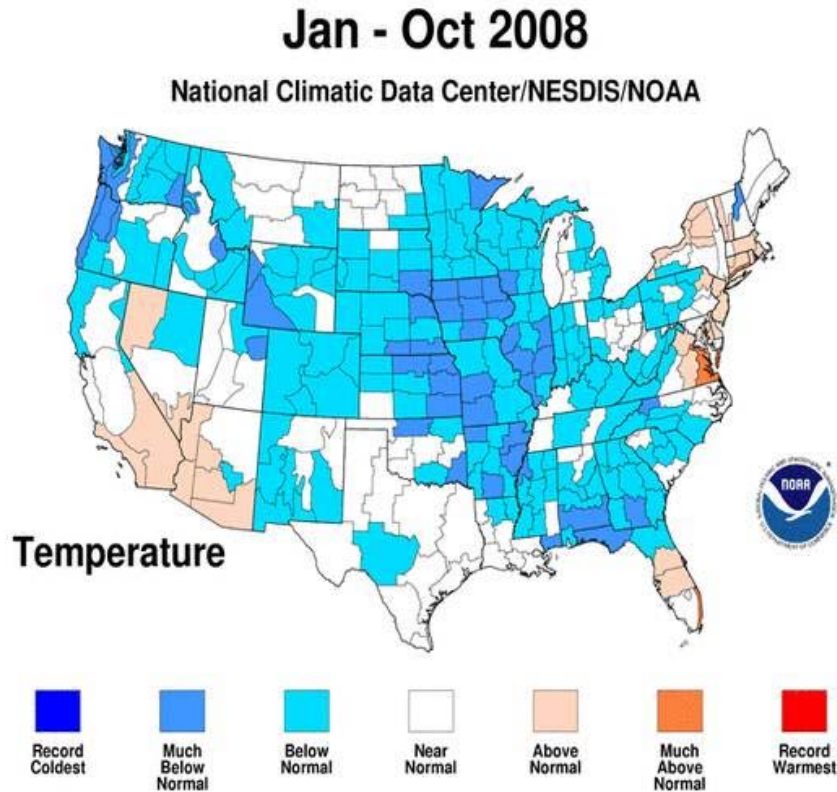 Jan - Oct 2008
National Climatic Data Center/NESDIS/NOAA
NOAA
Temperature
Record
Coldest
Much
Below
Normal
Below
Normal
Near
Normal
Above
Normal
Much
Above
Normal
Record
Warmest